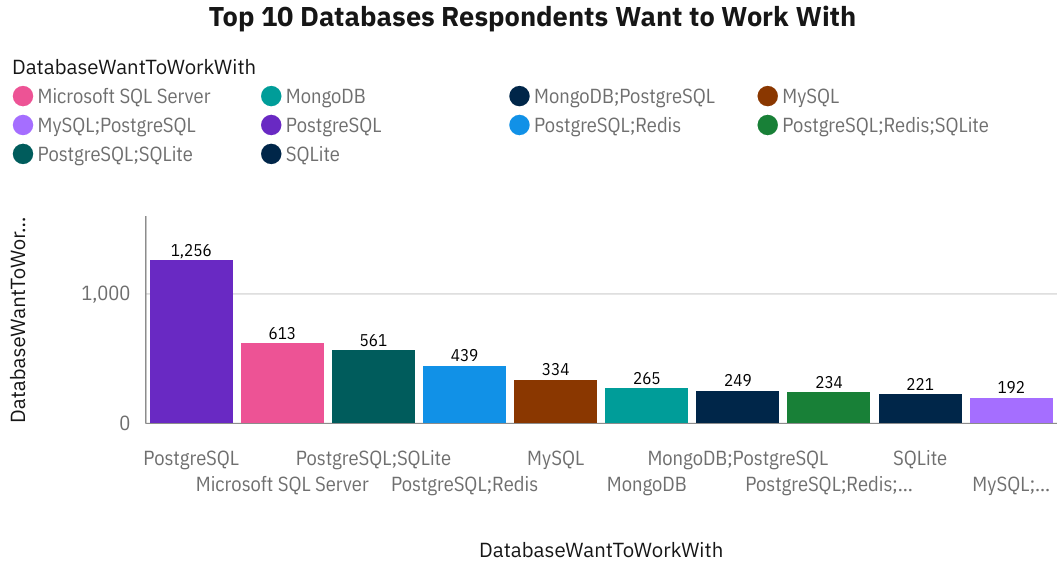 Top 10 Databases Respondents Want to Work With
DatabaseWantToWorkWith
Microsoft SQL Server MongoDB MongoDB;PostgreSQL MySQL
MySQL;PostgreSQL PostgreSQL PostgreSQL;Redis PostgreSQL;Redis;SQLite
PostgreSQL;SQLite SQLite
DatabaseWantToWor...
1,000
0
1,256 613 561 439 334 265 249 234 221 192
PostgreSQL PostgreSQL;SQLite MySQL MongoDB;PostgreSQL SQLite
Microsoft SQL Server PostgreSQL;Redis MongoDB PostgreSQL;Redis;... MySQL;...
DatabaseWantToWorkWith